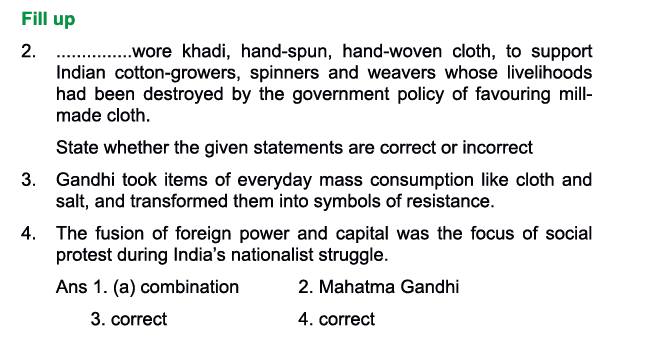 Fill up
2. ...............wore khadi, hand-spun, hand-woven cloth, to support
Indian cotton-growers, spinners and weavers whose livelihoods
had been destroyed by the government policy of favouring mill-
made cloth.
State whether the given statements are correct or incorrect
3. Gandhi took items of everyday mass consumption like cloth and
salt, and transformed them into symbols of resistance.
4. The fusion of foreign power and capital was the focus of social
protest during India's nationalist struggle.
Ans 1. (a) combination 2. Mahatma Gandhi
3. correct 4. correct